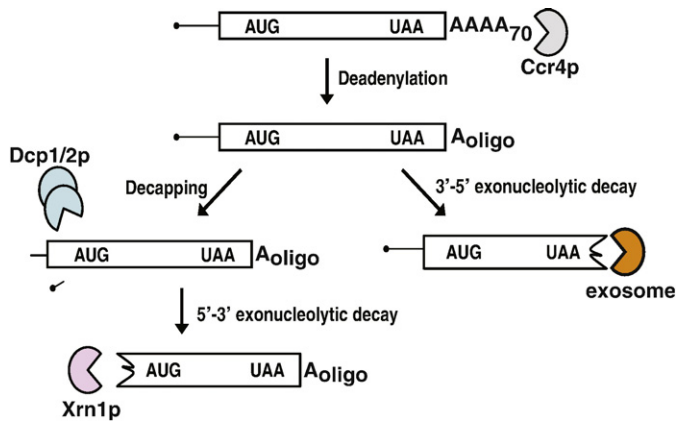 AUG UAA AAAA70
Ccr4p
Deadenylation
AUG UAA Aoligo
Dcp1/2p
Decapping
3'-5' exonucleolytic decay
AUG UAA Aoligo
AUG UAA
exosome
5'-3' exonucleolytic decay
AUG UAA Aoligo
Xrn1p